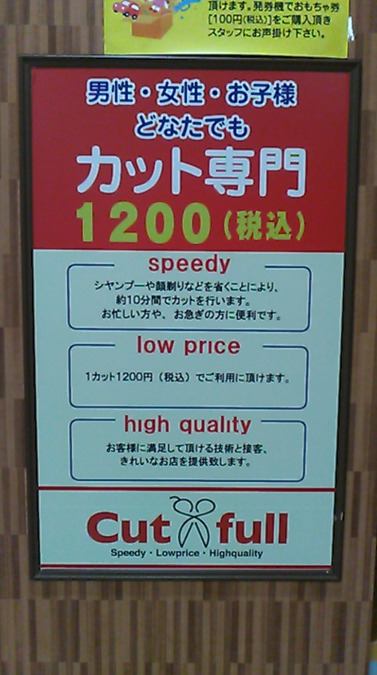 頂けます。発券機でおもちゃ券
[100円(税込)]をご購入頂き
スタッフにお声掛け下さい。
男性・女性・お子様
どなたでも
カット専門
1200(税込)
speedy
シャンプーや顔剃りなどを省くことにより、
約10分間でカットを行います。
お忙しい方や、お急ぎの方に便利です。
low price
1カット1200円(税込)でご利用に頂けます。
high quality
お客様に満足して頂ける技術と接客、
きれいなお店を提供致します。
Cut full
Speedy・Lowprice・Highquality